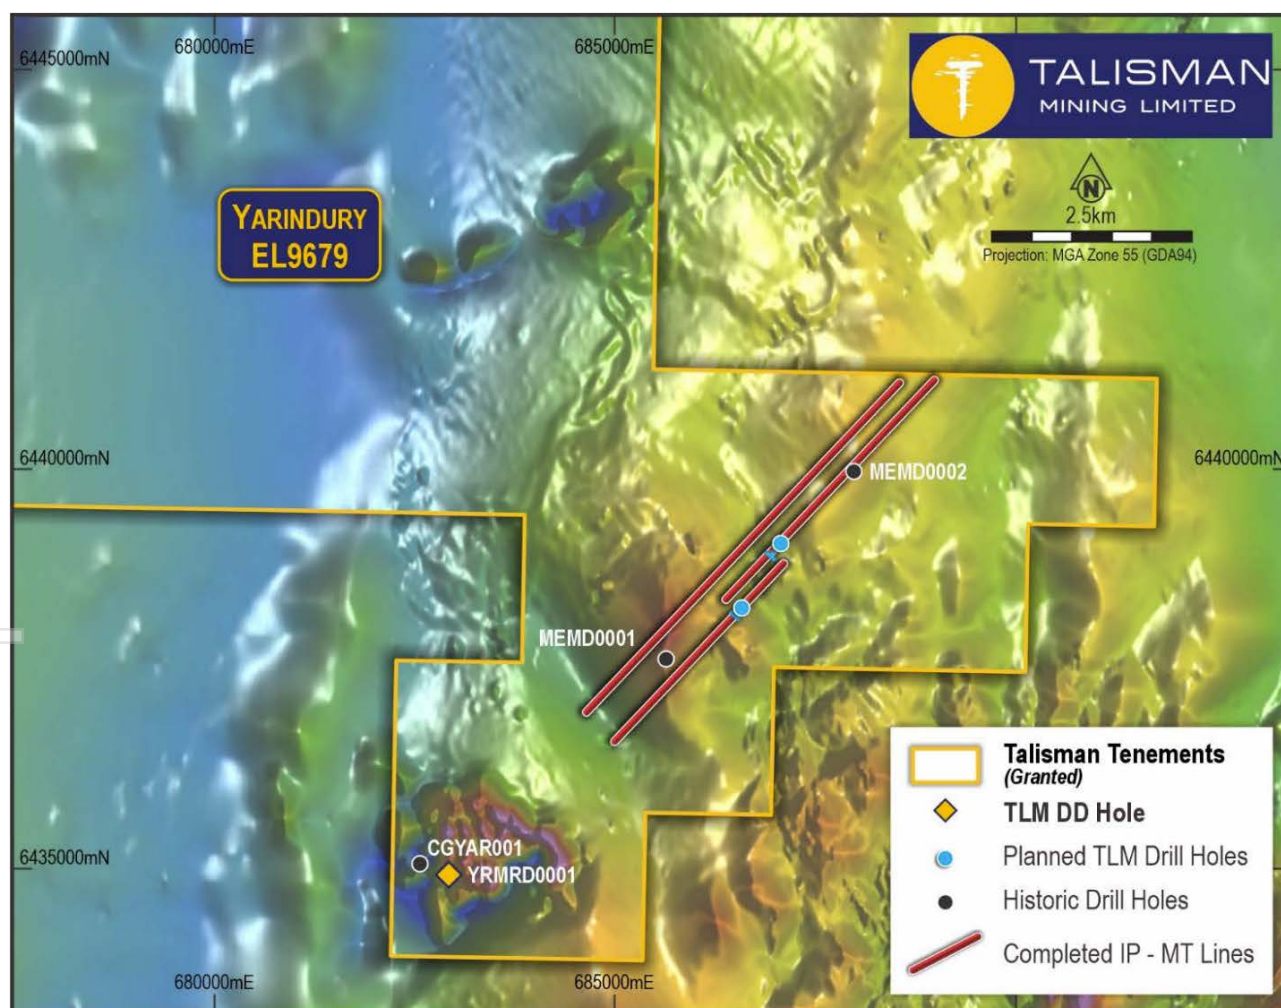 680000mE
685000mE
6445000mN
TALISMAN
MINING LIMITED
N
2.5km
Projection: MGA Zone 55 (GDA94)
YARINDURY
EL9679
6440000mN
6440000mN
MEMD0002
MEMD0001
CGYAR001
YRMRD0001
6435000mN
Talisman Tenements
(Granted)
TLM DD Hole
Planned TLM Drill Holes
Historic Drill Holes
Completed IP - MT Lines
680000mE
685000mE